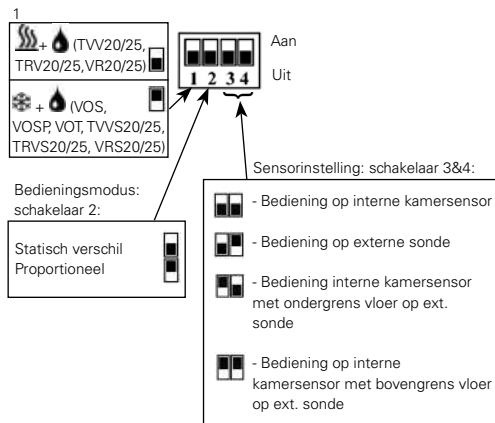 1
+ (TVV20/25,
TRV20/25,VR20/25)
+ (VOS,
VOSP, VOT, TVVS20/25,
TRVS20/25, VRS20/25)
1 2 3 4
Aan
Uit
Bedieningsmodus:
schakelaar 2:
Statisch verschil
Proportioneel
Sensorinstelling: schakelaar 3&4:
- Bediening op interne kamersensor
- Bediening op externe sonde
- Bediening interne kamersensor
met ondergrens vloer op ext.
sonde
- Bediening op interne
kamersensor met bovengrens vloer
op ext. sonde